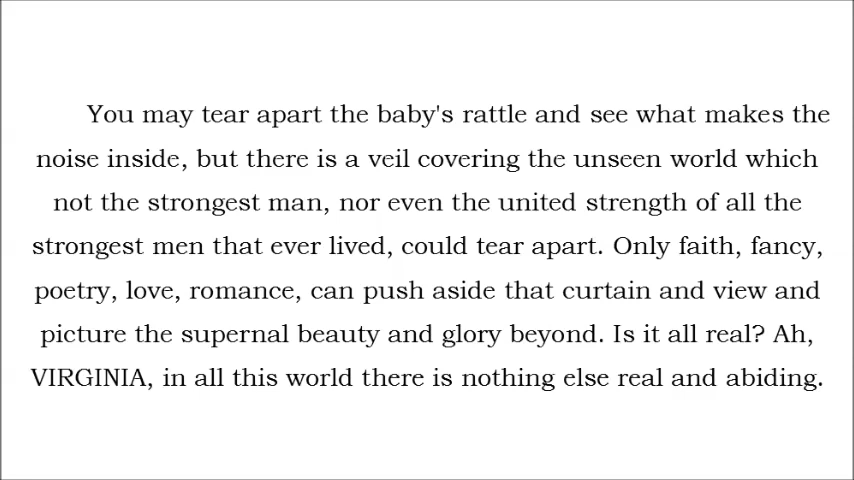 You may tear apart the baby's rattle and see what makes the
noise inside, but there is a veil covering the unseen world which
not the strongest man, nor even the united strength of all the
strongest men that ever lived, could tear apart. Only faith, fancy,
poetry, love, romance, can push aside that curtain and view and
picture the supernal beauty and glory beyond. Is it all real? Ah,
VIRGINIA, in all this world there is nothing else real and abiding.